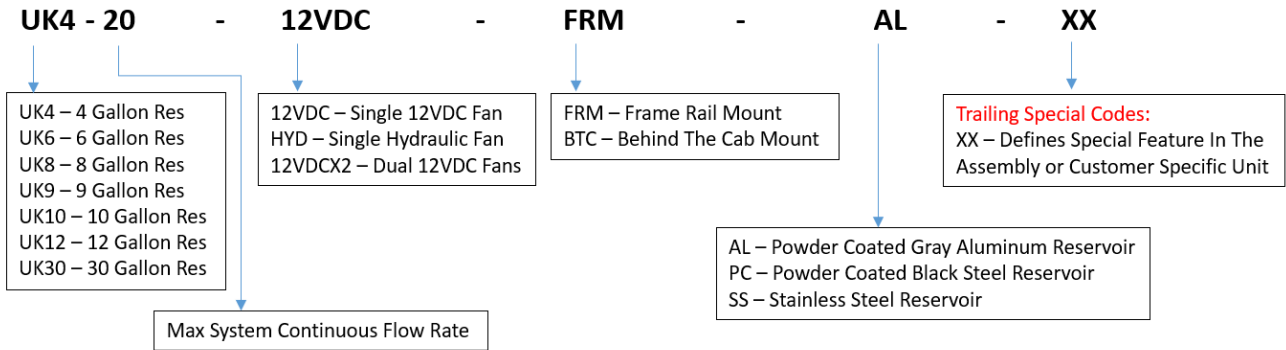 UK4 - 20 - 12VDC - FRM - AL - XX
UK4 – 4 Gallon Res
UK6 – 6 Gallon Res
UK8 – 8 Gallon Res
UK9 – 9 Gallon Res
UK10 – 10 Gallon Res
UK12 – 12 Gallon Res
UK30 – 30 Gallon Res
Max System Continuous Flow Rate
12VDC – Single 12VDC Fan
HYD – Single Hydraulic Fan
12VDCX2 – Dual 12VDC Fans
FRM – Frame Rail Mount
BTC – Behind The Cab Mount
AL – Powder Coated Gray Aluminum Reservoir
PC – Powder Coated Black Steel Reservoir
SS – Stainless Steel Reservoir
Trailing Special Codes:
XX – Defines Special Feature In The
Assembly or Customer Specific Unit